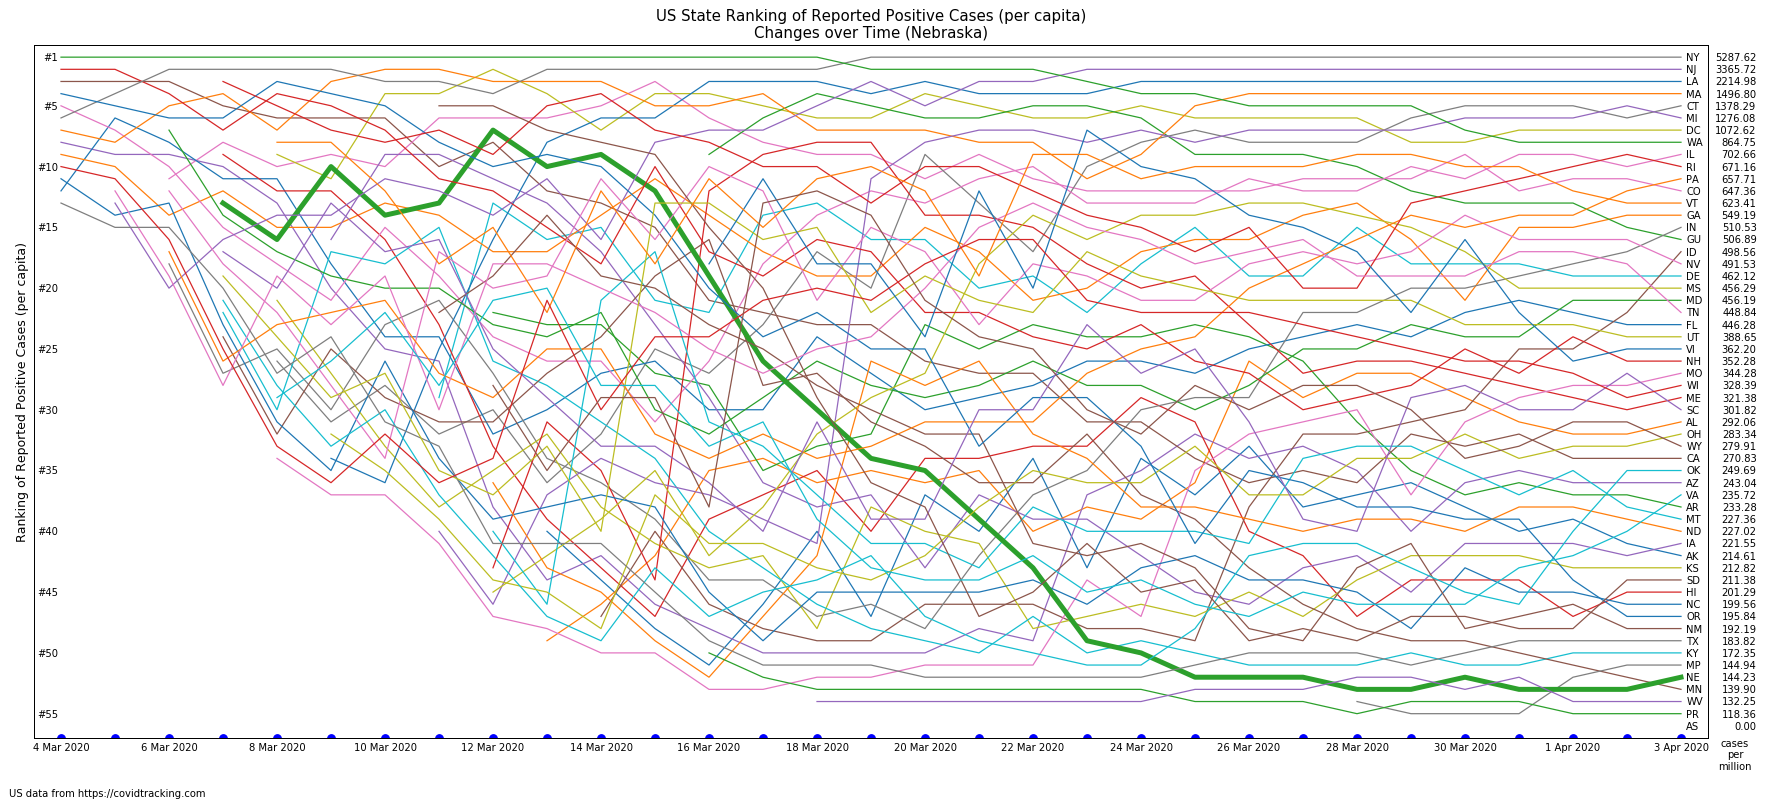 US State Ranking of Reported Positive Cases (per capita)
Changes over Time (Nebraska)
Ranking of Reported Positive Cases (per capita)
#1
#5
#10
#15
#20
#25
#30
#35
#40
#45
#50
#55
NY 5287.62
NJ 3365.72
LA 2214.98
MA 1496.80
CT 1378.29
MI 1276.08
DC 1072.62
WA 864.75
IL 702.66
RI 671.16
PA 657.71
CO 647.36
VT 623.41
GA 549.19
IN 510.53
GU 506.89
ID 498.56
NV 491.53
DE 462.12
MS 456.29
MD 456.19
TN 448.84
FL 446.28
UT 388.65
VI 362.20
NH 352.28
MO 344.28
WI 328.39
ME 321.38
SC 301.82
AL 292.06
OH 283.34
WY 279.91
CA 270.83
OK 249.69
AZ 243.04
VA 235.72
AR 233.28
MT 227.36
ND 227.02
IA 221.55
AK 214.61
KS 212.82
SD 211.38
HI 201.29
NC 199.56
OR 195.84
NM 192.19
TX 183.82
KY 172.35
MP 144.94
NE 144.23
MN 139.90
WV 132.25
PR 118.36
AS 0.00
4 Mar 2020 6 Mar 2020 8 Mar 2020 10 Mar 2020 12 Mar 2020 14 Mar 2020 16 Mar 2020 18 Mar 2020 20 Mar 2020 22 Mar 2020 24 Mar 2020 26 Mar 2020 28 Mar 2020 30 Mar 2020 1 Apr 2020 3 Apr 2020
cases
per
million
US data from https://covidtracking.com